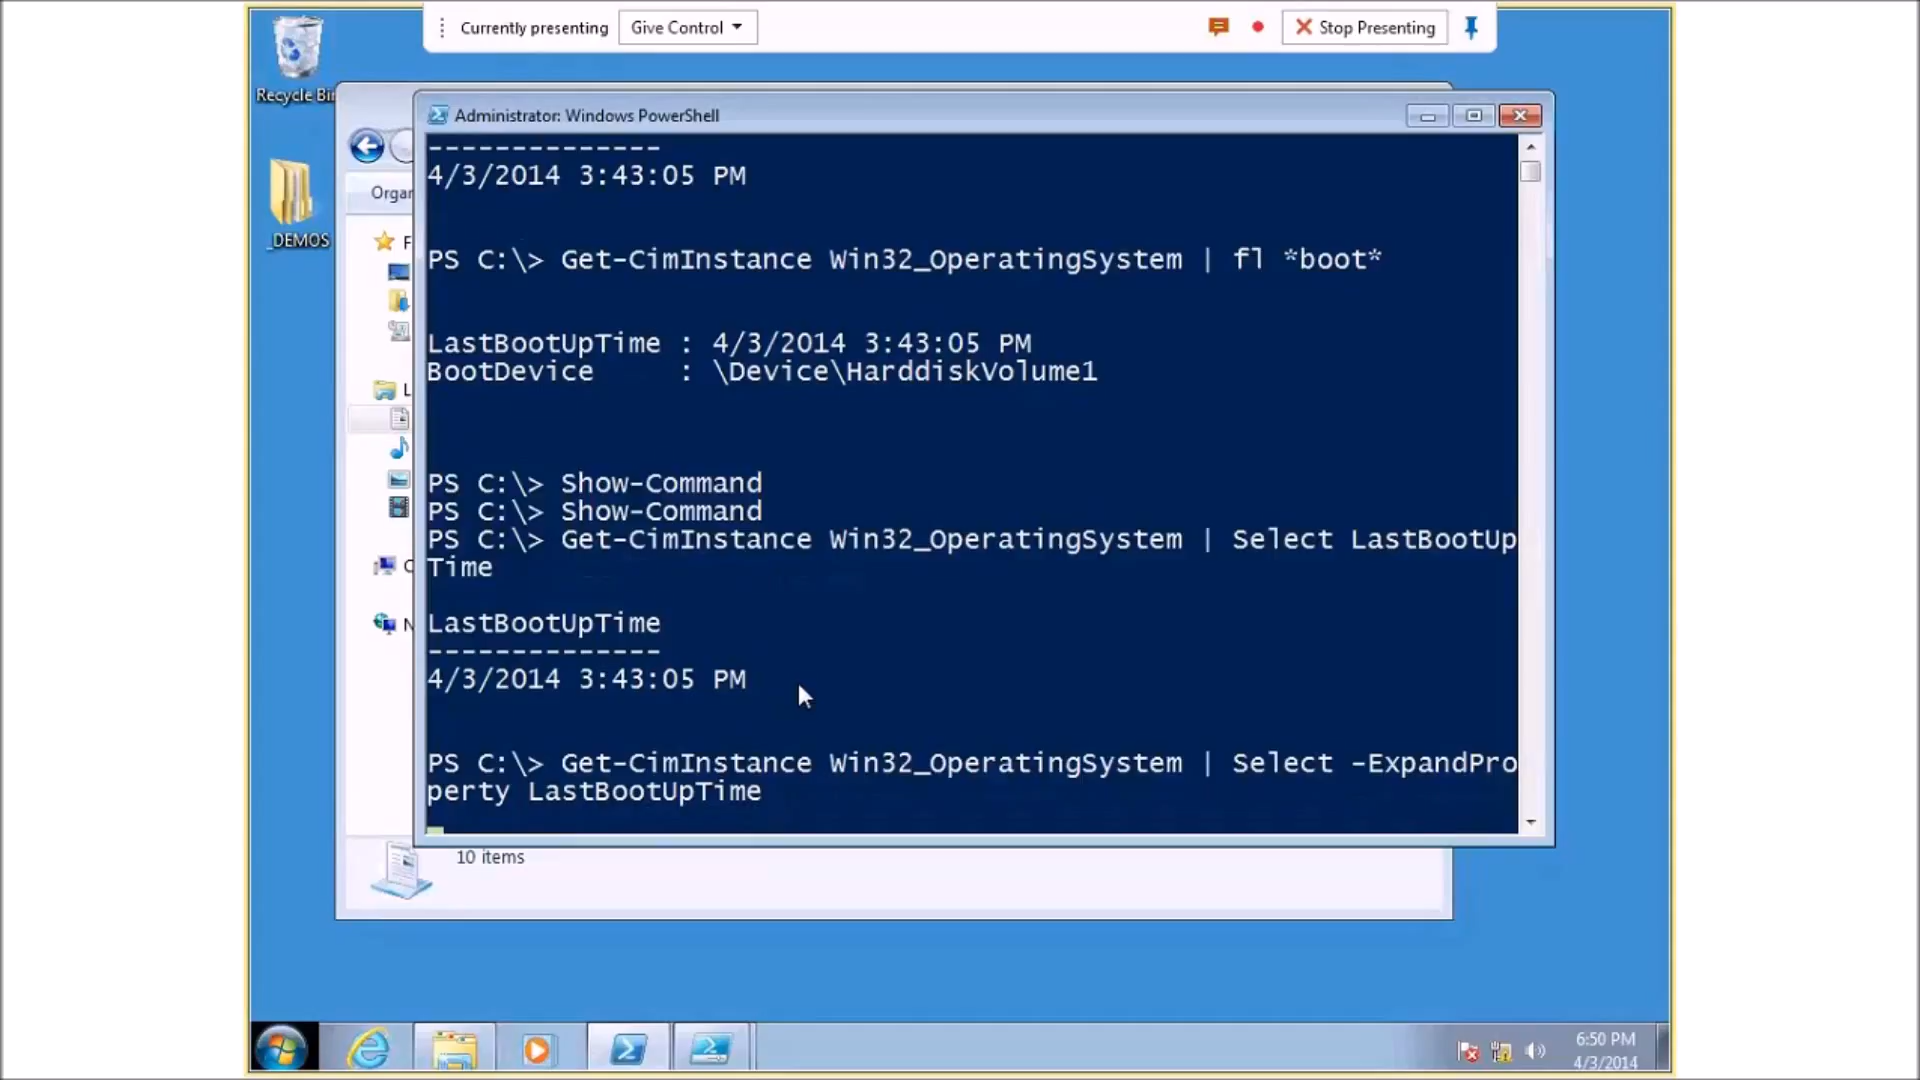 Currently presenting
Give Control
Stop Presenting
Recycle Bin
Administrator: Windows PowerShell
--------------
4/3/2014 3:43:05 PM
Organ
_DEMOS
F
PS C:\> Get-CimInstance Win32_OperatingSystem | fl *boot*
LastBootUpTime : 4/3/2014 3:43:05 PM
BootDevice     : \Device\HarddiskVolume1
L
PS C:\> Show-Command
PS C:\> Show-Command
PS C:\> Get-CimInstance Win32_OperatingSystem | Select LastBootUp
Time
C
LastBootUpTime
--------------
N
4/3/2014 3:43:05 PM
PS C:\> Get-CimInstance Win32_OperatingSystem | Select -ExpandPro
perty LastBootUpTime
10 items
6:50 PM
4/3/2014